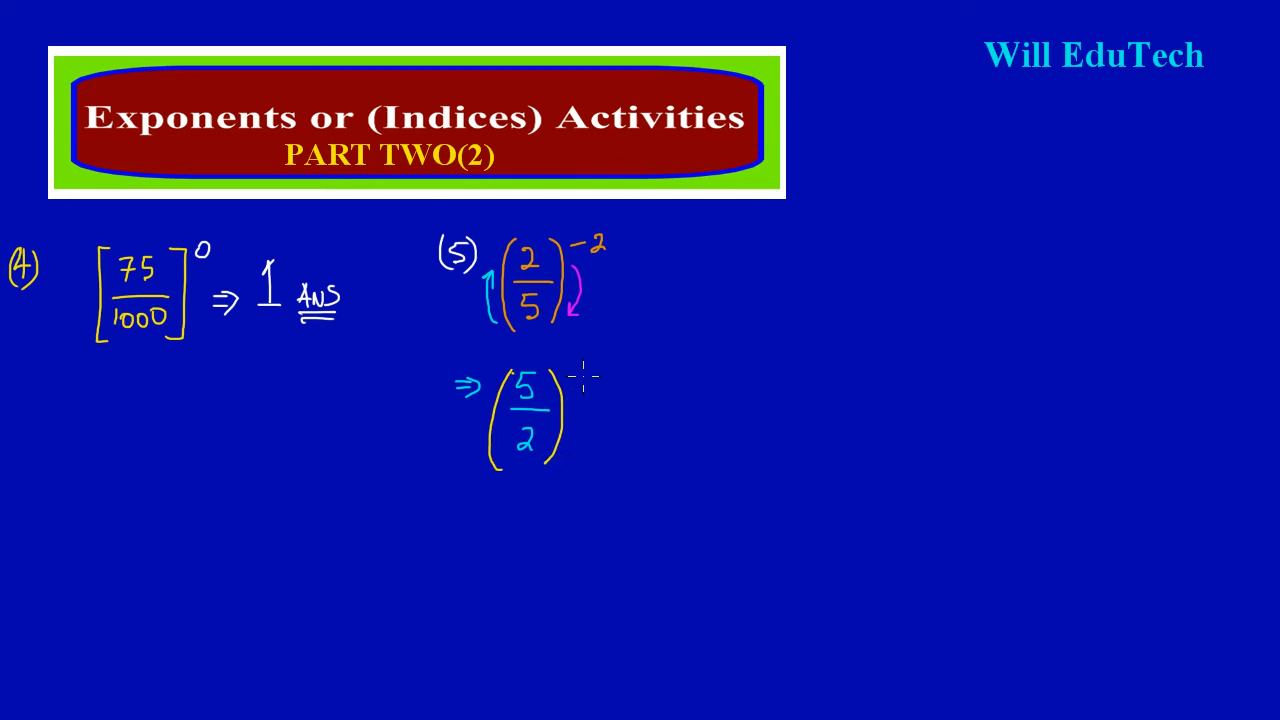 Will EduTech
Exponents or (Indices) Activities
PART TWO(2)
(4) [75/1000]^0 ⇒ 1 ANS
(5) (2/5)^-2
⇒ (5/2)